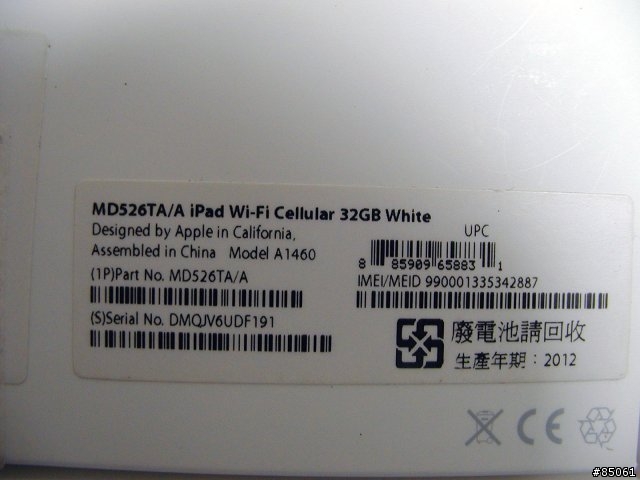 MD526TA/A iPad Wi-Fi Cellular 32GB White
Designed by Apple in California,
Assembled in China Model A1460
(1P)Part No. MD526TA/A
(S)Serial No. DMQJV6UDF191
UPC
8 85909 65883 1
IMEI/MEID 990001335342887
廢電池請回收
生產年期：2012
CE
#85061